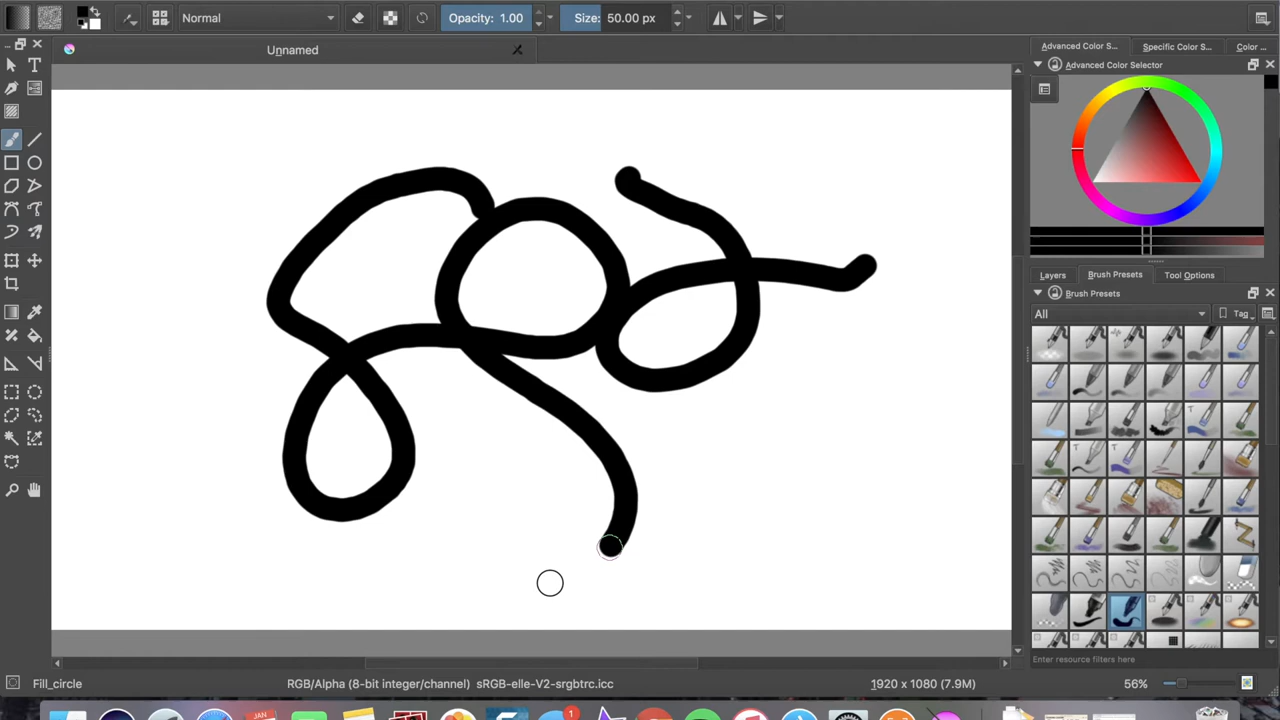 Normal
Opacity: 1.00
Size: 50.00 px
Unnamed
Advanced Color S...
Specific Color S...
Color ...
Advanced Color Selector
Layers
Brush Presets
Tool Options
Brush Presets
All
Tag
Enter resource filters here
Fill_circle
RGB/Alpha (8-bit integer/channel) sRGB-elle-V2-srgbtrc.icc
1920 x 1080 (7.9M)
56%
JAN
1